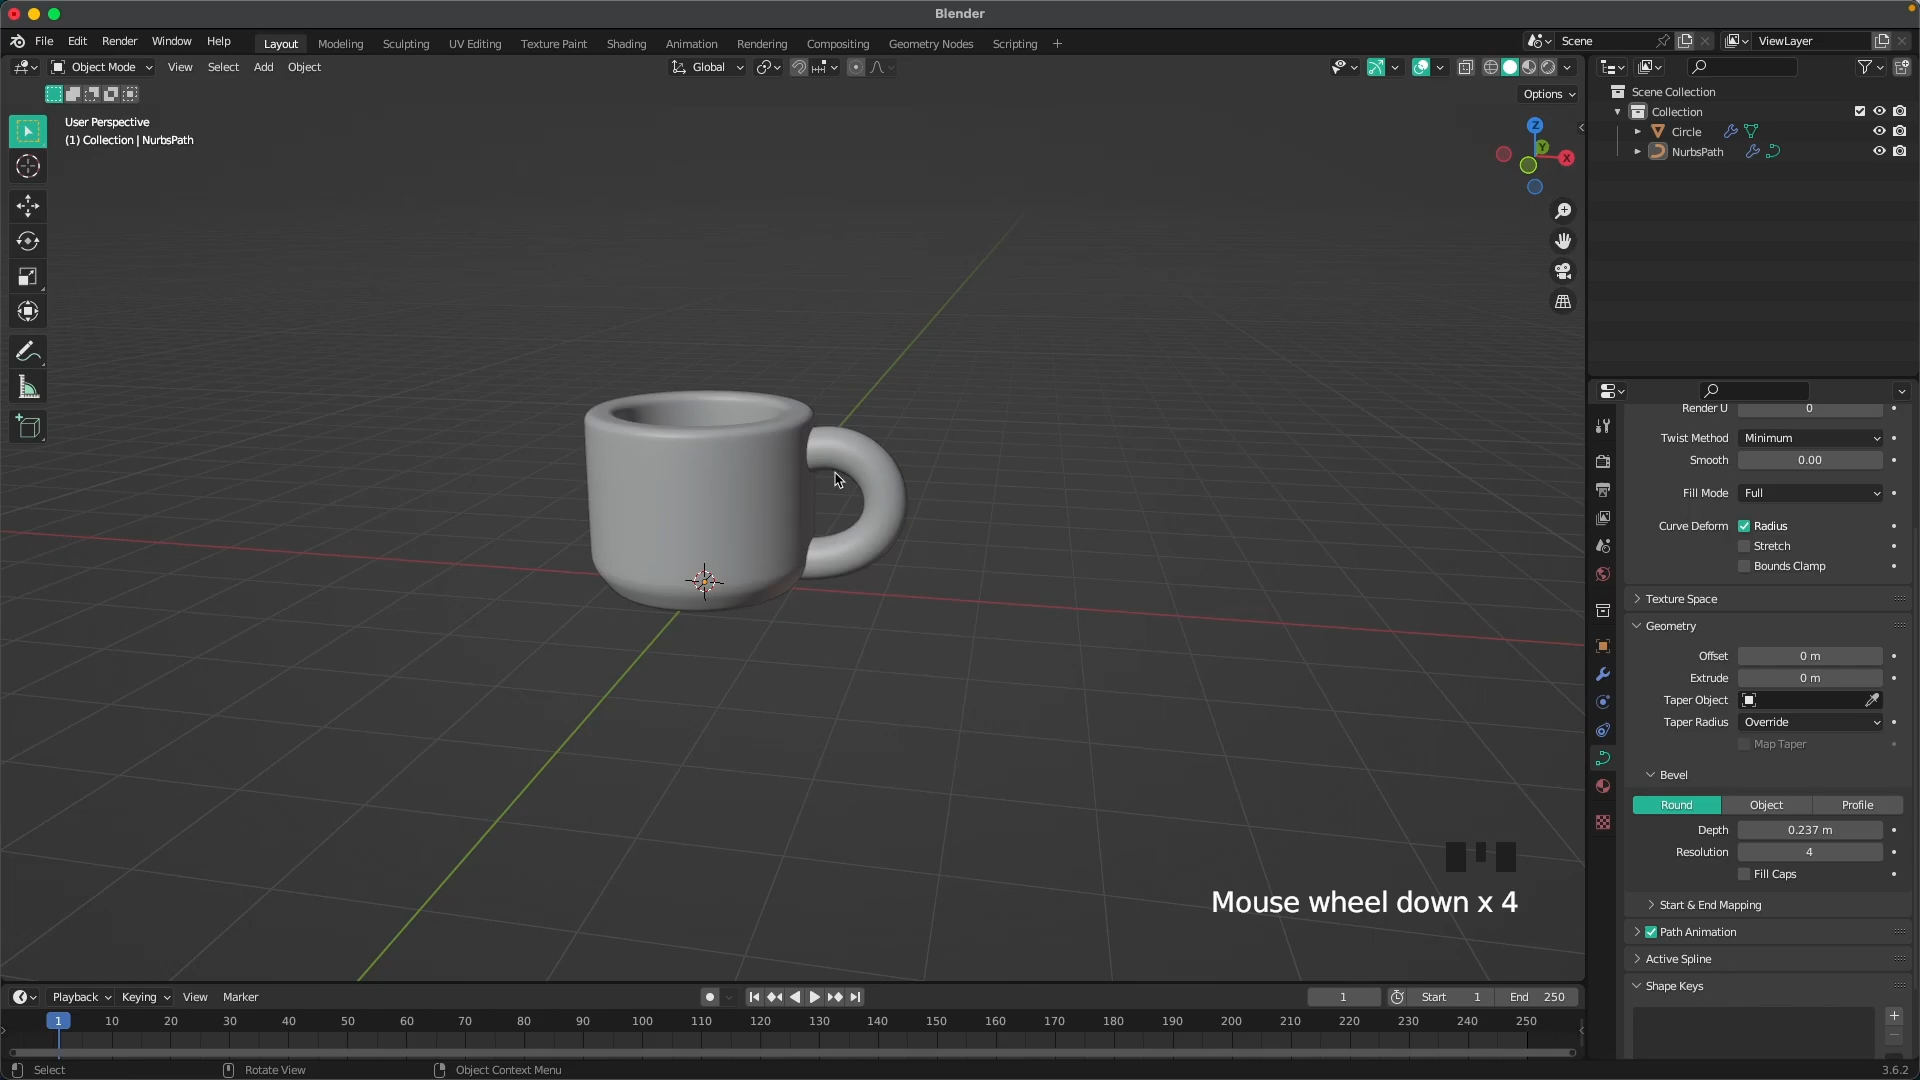 Blender
File Edit Render Window Help
Layout Modeling Sculpting UV Editing Texture Paint Shading Animation Rendering Compositing Geometry Nodes Scripting +
Scene
ViewLayer
Object Mode View Select Add Object
Global
Options
User Perspective
(1) Collection | NurbsPath
Z
Y
X
Scene Collection
Collection
Circle
NurbsPath
Render U 0
Twist Method Minimum
Smooth 0.00
Fill Mode Full
Curve Deform Radius
Stretch
Bounds Clamp
Texture Space
Geometry
Offset 0 m
Extrude 0 m
Taper Object
Taper Radius Override
Map Taper
Bevel
Round Object Profile
Depth 0.237 m
Resolution 4
Fill Caps
Start & End Mapping
Path Animation
Active Spline
Shape Keys
Mouse wheel down x 4
Playback Keying View Marker
1 Start 1 End 250
1 10 20 30 40 50 60 70 80 90 100 110 120 130 140 150 160 170 180 190 200 210 220 230 240 250
Select Rotate View Object Context Menu
3.6.2